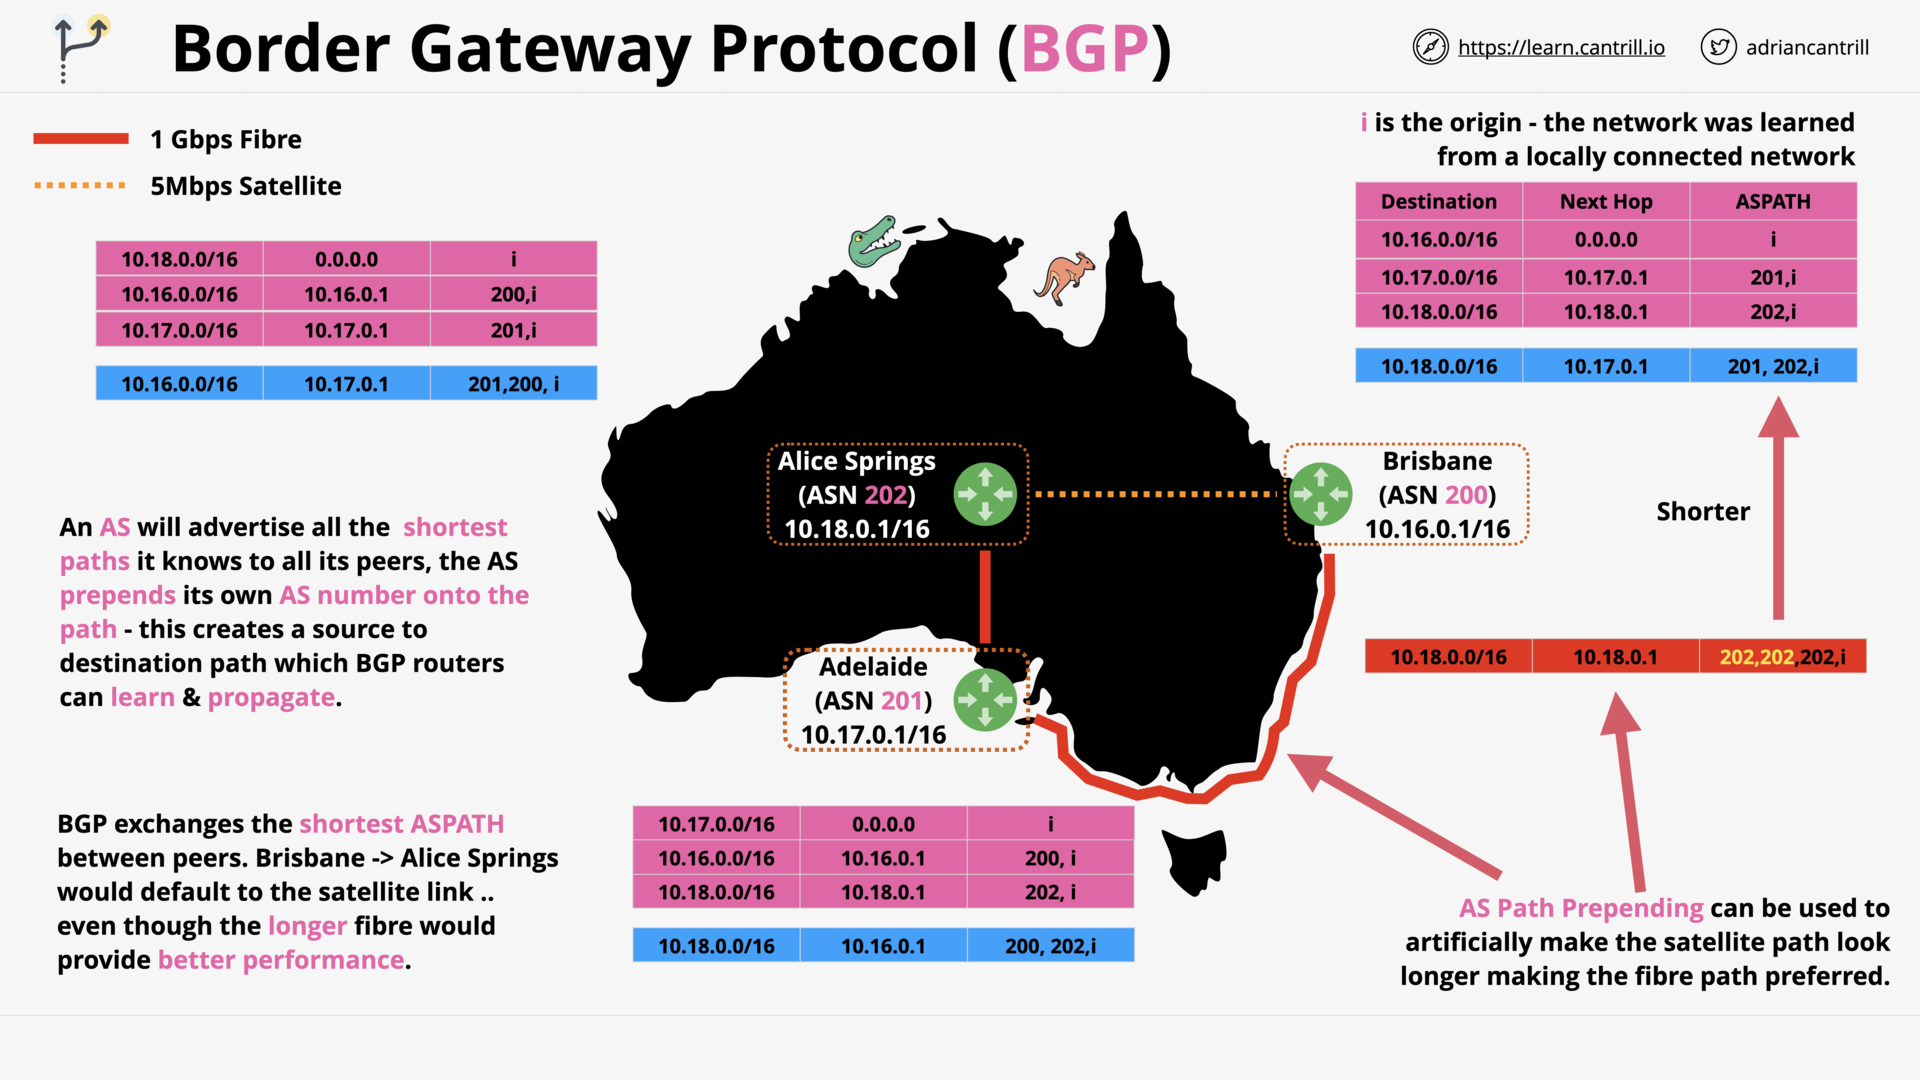 Border Gateway Protocol (BGP)
https://learn.cantrill.io
adriancantrill
1 Gbps Fibre
5Mbps Satellite
i is the origin - the network was learned
from a locally connected network
Destination Next Hop ASPATH
10.16.0.0/16 0.0.0.0 i
10.17.0.0/16 10.17.0.1 201,i
10.18.0.0/16 10.18.0.1 202,i
10.18.0.0/16 10.17.0.1 201, 202,i
10.18.0.0/16 0.0.0.0 i
10.16.0.0/16 10.16.0.1 200,i
10.17.0.0/16 10.17.0.1 201,i
10.16.0.0/16 10.17.0.1 201,200, i
Alice Springs
(ASN 202)
10.18.0.1/16
Brisbane
(ASN 200)
10.16.0.1/16
Shorter
An AS will advertise all the shortest
paths it knows to all its peers, the AS
prepends its own AS number onto the
path - this creates a source to
destination path which BGP routers
can learn & propagate.
10.18.0.0/16 10.18.0.1 202,202,202,i
Adelaide
(ASN 201)
10.17.0.1/16
BGP exchanges the shortest ASPATH
between peers. Brisbane -> Alice Springs
would default to the satellite link ..
even though the longer fibre would
provide better performance.
10.17.0.0/16 0.0.0.0 i
10.16.0.0/16 10.16.0.1 200, i
10.18.0.0/16 10.18.0.1 202, i
10.18.0.0/16 10.16.0.1 200, 202,i
AS Path Prepending can be used to
artificially make the satellite path look
longer making the fibre path preferred.